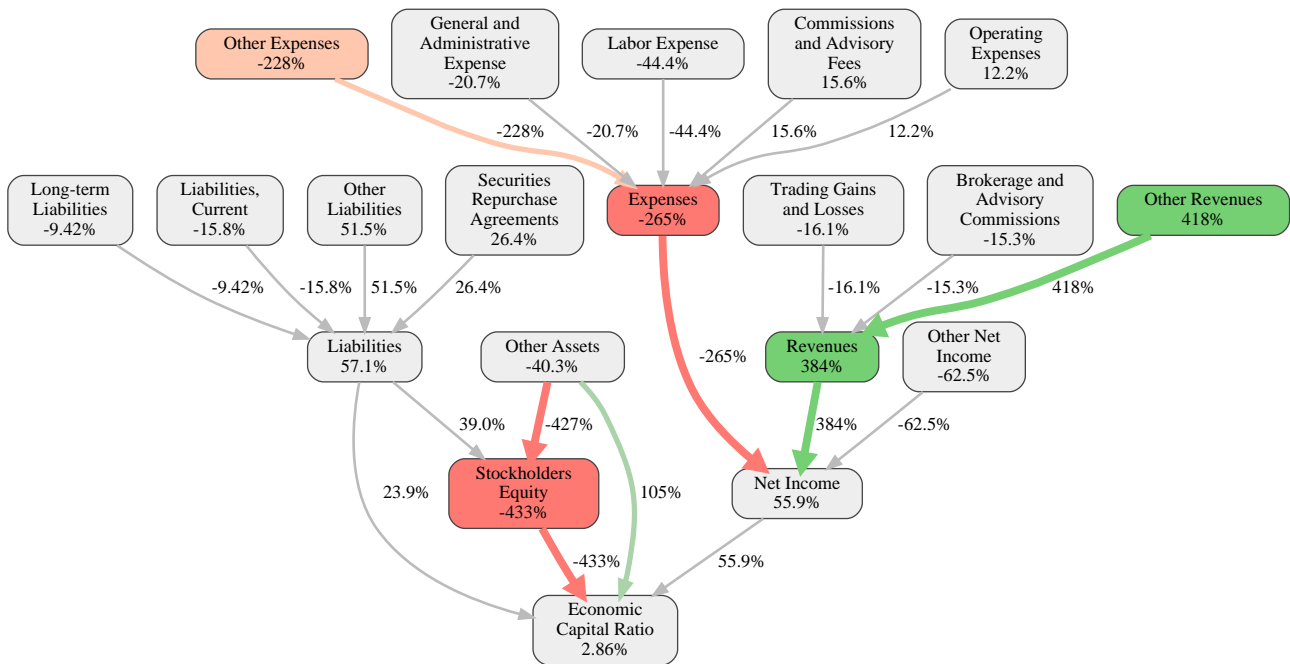 Other Expenses
-228%
General and
Administrative
Expense
-20.7%
Labor Expense
-44.4%
Commissions
and Advisory
Fees
15.6%
Operating
Expenses
12.2%
-228%
-20.7%
-44.4%
15.6%
12.2%
Long-term
Liabilities
-9.42%
Liabilities,
Current
-15.8%
Other
Liabilities
51.5%
Securities
Repurchase
Agreements
26.4%
Expenses
-265%
Trading Gains
and Losses
-16.1%
Brokerage and
Advisory
Commissions
-15.3%
Other Revenues
418%
-9.42%
-15.8%
51.5%
26.4%
-16.1%
-15.3%
418%
Liabilities
57.1%
Other Assets
-40.3%
-265%
Revenues
384%
Other Net
Income
-62.5%
39.0%
-427%
384%
-62.5%
Stockholders
Equity
-433%
23.9%
105%
Net Income
55.9%
-433%
55.9%
Economic
Capital Ratio
2.86%